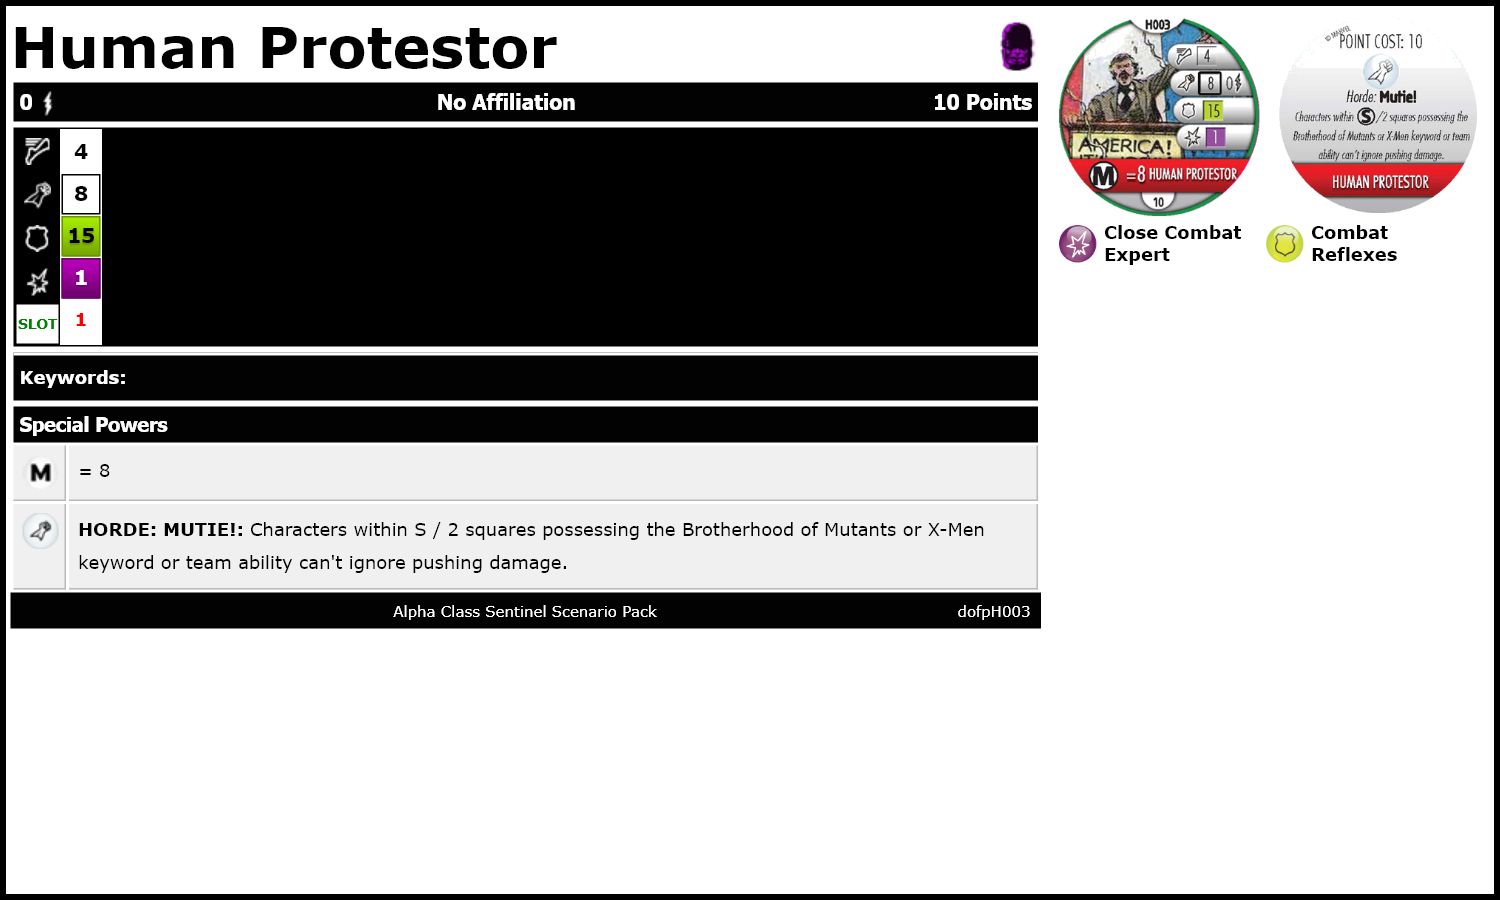 Human Protestor
0
No Affiliation
10 Points
4
8
15
1
SLOT 1
Keywords:
Special Powers
M = 8
HORDE: MUTIE!: Characters within S / 2 squares possessing the Brotherhood of Mutants or X-Men
keyword or team ability can't ignore pushing damage.
Alpha Class Sentinel Scenario Pack
dofpH003
H003
4
8 0
15
1
AMERICA!
M =8 HUMAN PROTESTOR
10
© MARVEL
POINT COST: 10
Horde: Mutie!
Characters within S /2 squares possessing the
Brotherhood of Mutants or X-Men keyword or team
ability can't ignore pushing damage.
HUMAN PROTESTOR
Close Combat
Expert
Combat
Reflexes